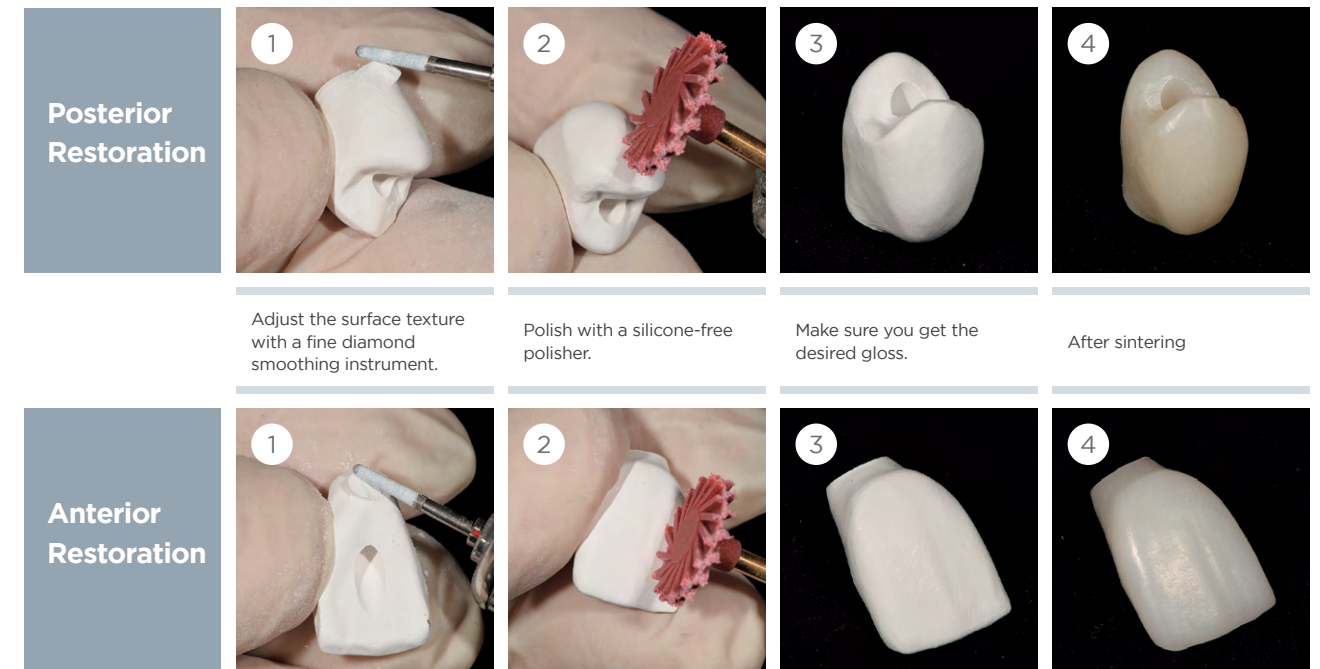 Posterior
Restoration
1
2
3
4
Adjust the surface texture
with a fine diamond
smoothing instrument.
Polish with a silicone-free
polisher.
Make sure you get the
desired gloss.
After sintering
Anterior
Restoration
1
2
3
4